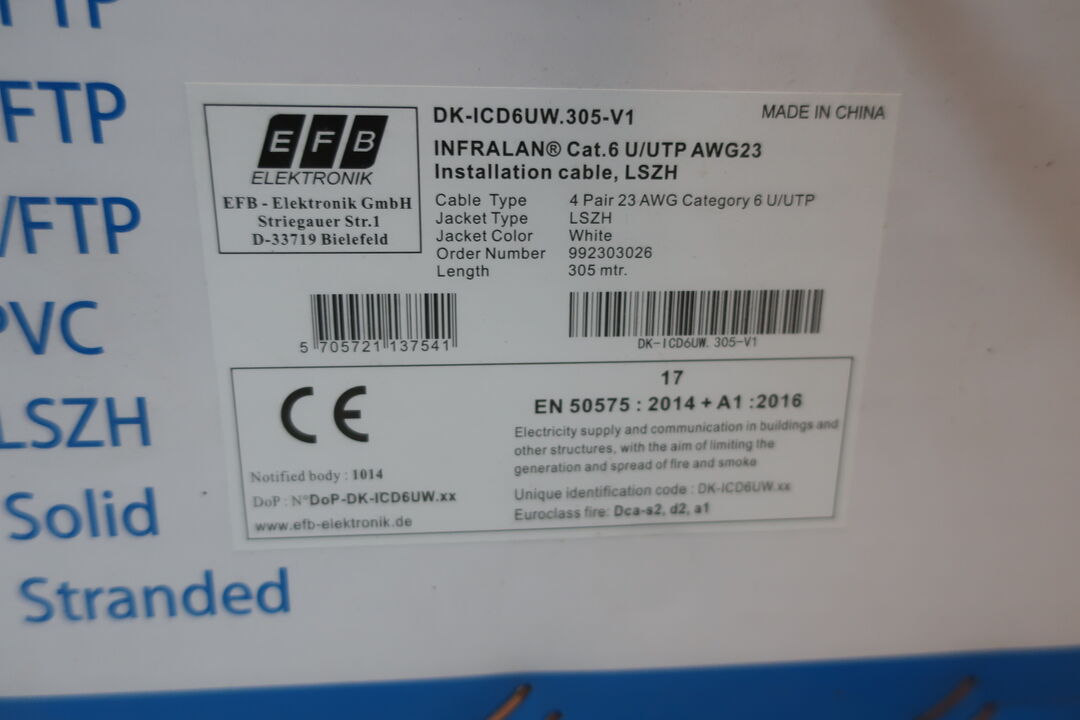 FTP
FTP
/FTP
PVC
LSZH
Solid
Stranded
EFB
ELEKTRONIK
EFB - Elektronik GmbH
Striegauer Str.1
D-33719 Bielefeld
DK-ICD6UW.305-V1
MADE IN CHINA
INFRALAN® Cat.6 U/UTP AWG23
Installation cable, LSZH
Cable Type 4 Pair 23 AWG Category 6 U/UTP
Jacket Type LSZH
Jacket Color White
Order Number 992303026
Length 305 mtr.
5 705721 137541
DK-ICD6UW. 305-V1
CE
Notified body : 1014
DoP : N°DoP-DK-ICD6UW.xx
www.efb-elektronik.de
17
EN 50575 : 2014 + A1 :2016
Electricity supply and communication in buildings and
other structures, with the aim of limiting the
generation and spread of fire and smoke
Unique identification code : DK-ICD6UW.xx
Euroclass fire: Dca-s2, d2, a1